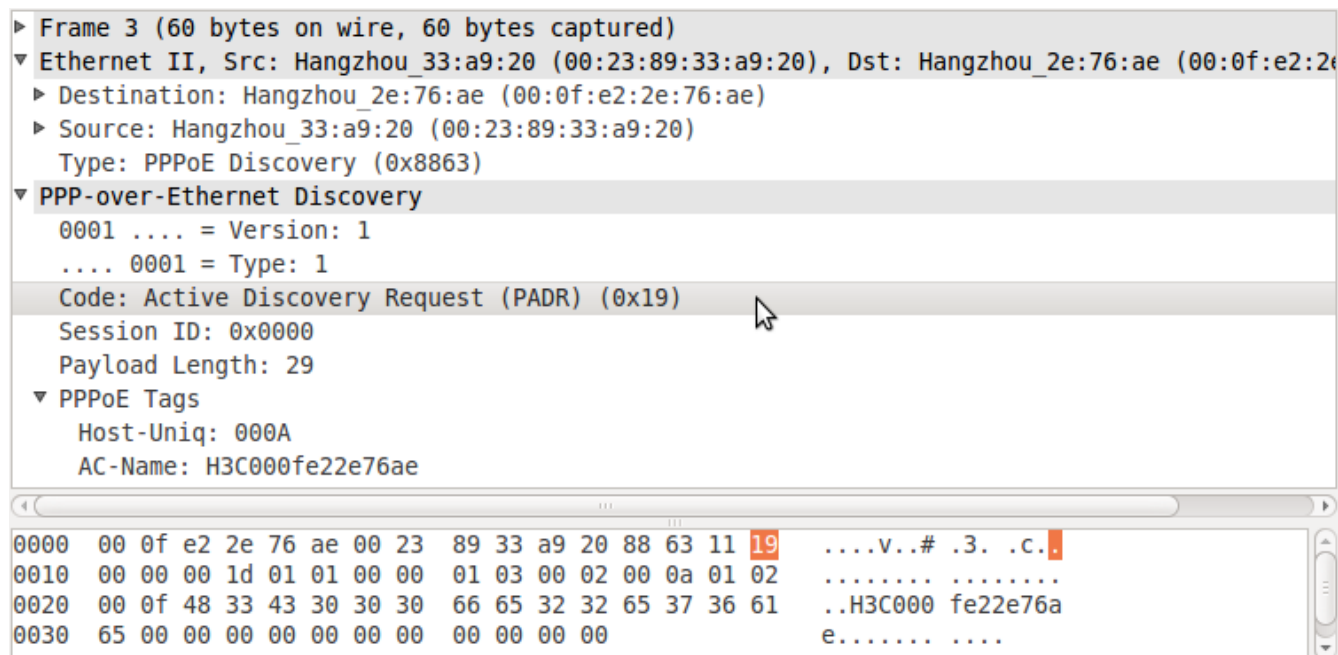 Frame 3 (60 bytes on wire, 60 bytes captured)
Ethernet II, Src: Hangzhou_33:a9:20 (00:23:89:33:a9:20), Dst: Hangzhou_2e:76:ae (00:0f:e2:2e
Destination: Hangzhou_2e:76:ae (00:0f:e2:2e:76:ae)
Source: Hangzhou_33:a9:20 (00:23:89:33:a9:20)
Type: PPPoE Discovery (0x8863)
PPP-over-Ethernet Discovery
0001 .... = Version: 1
.... 0001 = Type: 1
Code: Active Discovery Request (PADR) (0x19)
Session ID: 0x0000
Payload Length: 29
PPPoE Tags
Host-Uniq: 000A
AC-Name: H3C000fe22e76ae
0000  00 0f e2 2e 76 ae 00 23  89 33 a9 20 88 63 11 19  ....v..# .3. .c..
0010  00 00 00 1d 01 01 00 00  01 03 00 02 00 0a 01 02  ........ ........
0020  00 0f 48 33 43 30 30 30  66 65 32 32 65 37 36 61  ..H3C000 fe22e76a
0030  65 00 00 00 00 00 00 00  00 00 00 00  e....... ....